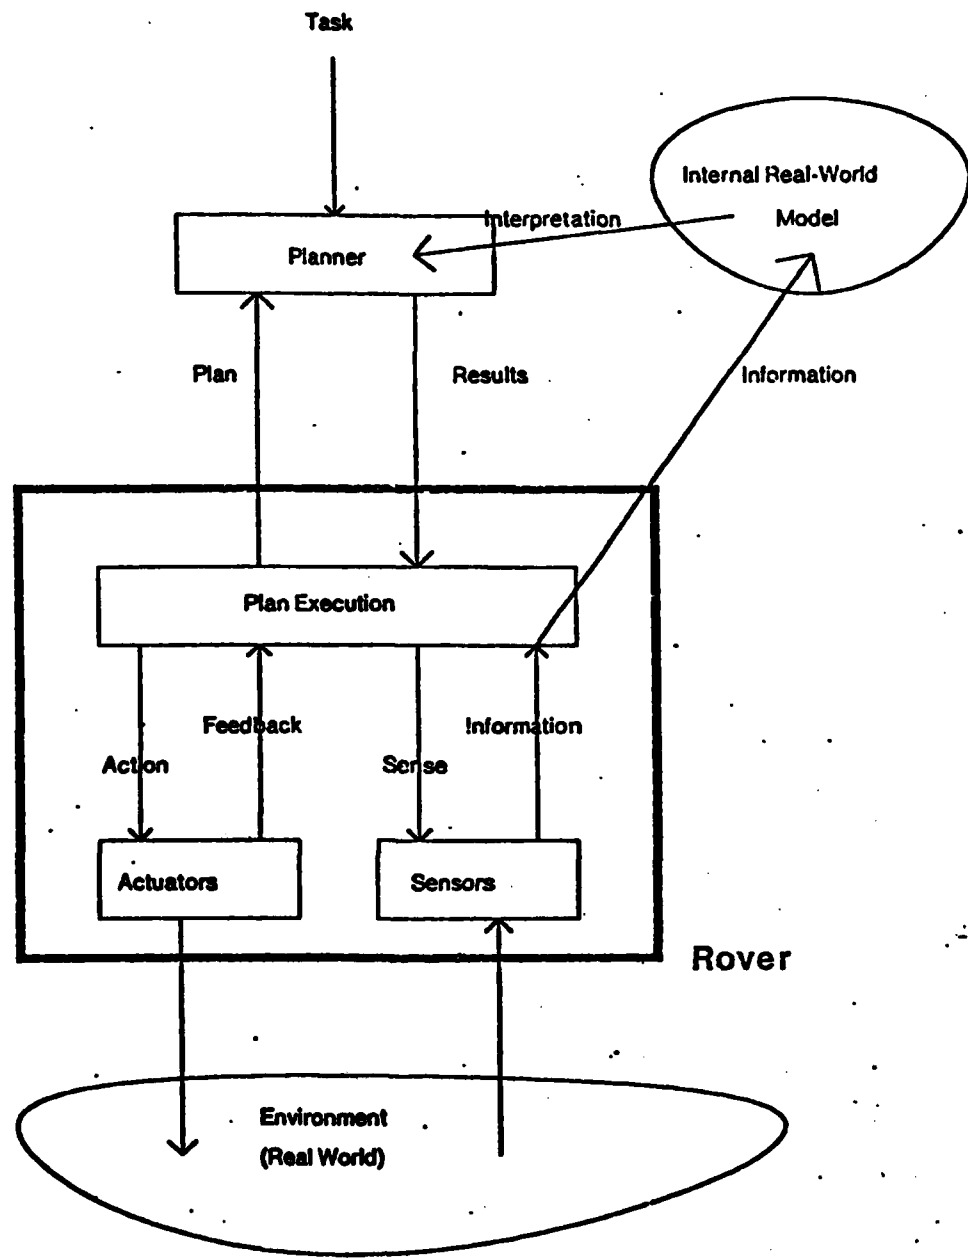 Task
Internal Real-World
Model
Interpretation
Planner
Plan
Results
Information
Plan Execution
Feedback
Information
Action
Sense
Actuators
Sensors
Rover
Environment
(Real World)